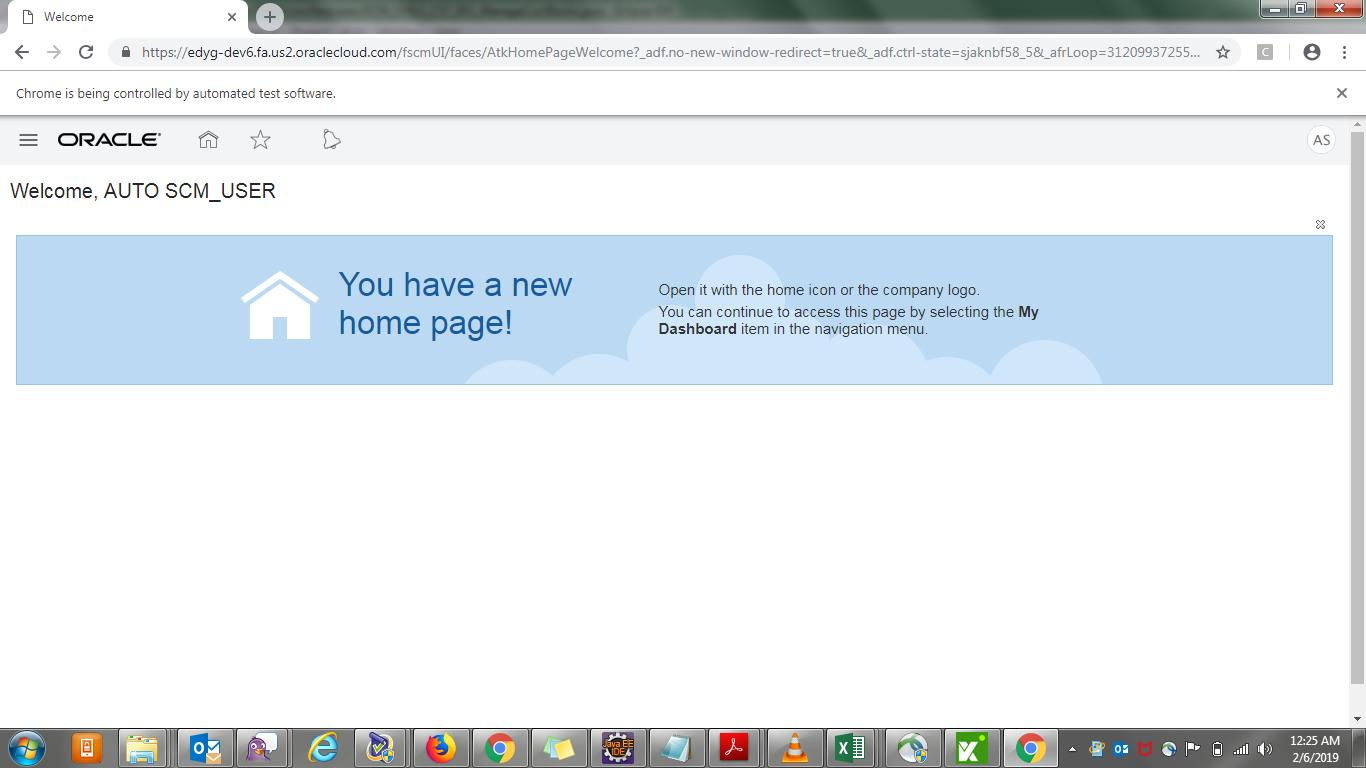 Welcome
https://edyg-dev6.fa.us2.oraclecloud.com/fscmUI/faces/AtkHomePageWelcome?_adf.no-new-window-redirect=true&_adf.ctrl-state=sjaknbf58_5&_afrLoop=31209937255...
C
Chrome is being controlled by automated test software.
ORACLE
AS
Welcome, AUTO SCM_USER
You have a new
home page!
Open it with the home icon or the company logo.
You can continue to access this page by selecting the My
Dashboard item in the navigation menu.
Java EE
IDE
12:25 AM
2/6/2019